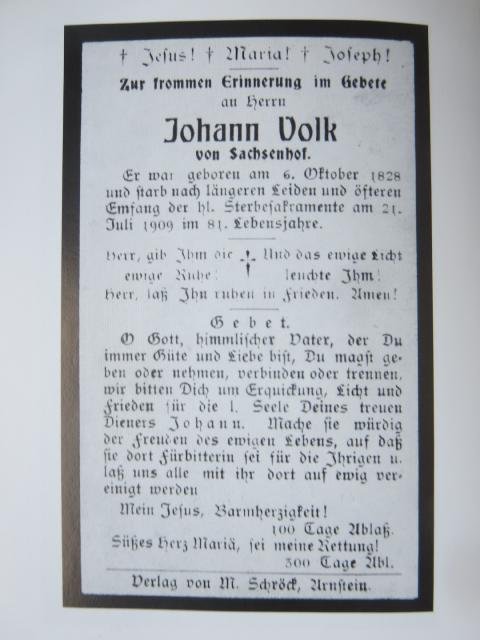 † Jesus! † Maria! † Joseph!
Zur frommen Erinnerung im Gebete
an Herrn
Johann Volk
von Sachsenhof.
Er war geboren am 6. Oktober 1828
und starb nach längeren Leiden und öfteren
Empfang der hl. Sterbesakramente am 21.
Juli 1909 im 81. Lebensjahre.
Herr, gib Ihm die † Und das ewige Licht
ewige Ruhe! leuchte Ihm!
Herr, laß Ihn ruben in Frieden. Amen!
Gebet.
O Gott, himmlischer Vater, der Du
immer Güte und Liebe bist, Du magst ge-
ben oder nehmen, verbinden oder trennen,
wir bitten Dich um Erquickung, Licht und
Frieden für die l. Seele Deines treuen
Dieners Johann. Mache sie würdig
der Freuden des ewigen Lebens, auf daß
sie dort Fürbitterin sei für die Ihrigen u.
laß uns alle mit ihr dort auf ewig ver-
einigt werden
Mein Jesus, Barmherzigkeit!
100 Tage Ablaß.
Süßes Herz Mariä, sei meine Rettung!
300 Tage Abl.
Verlag von M. Schröck, Arnstein.